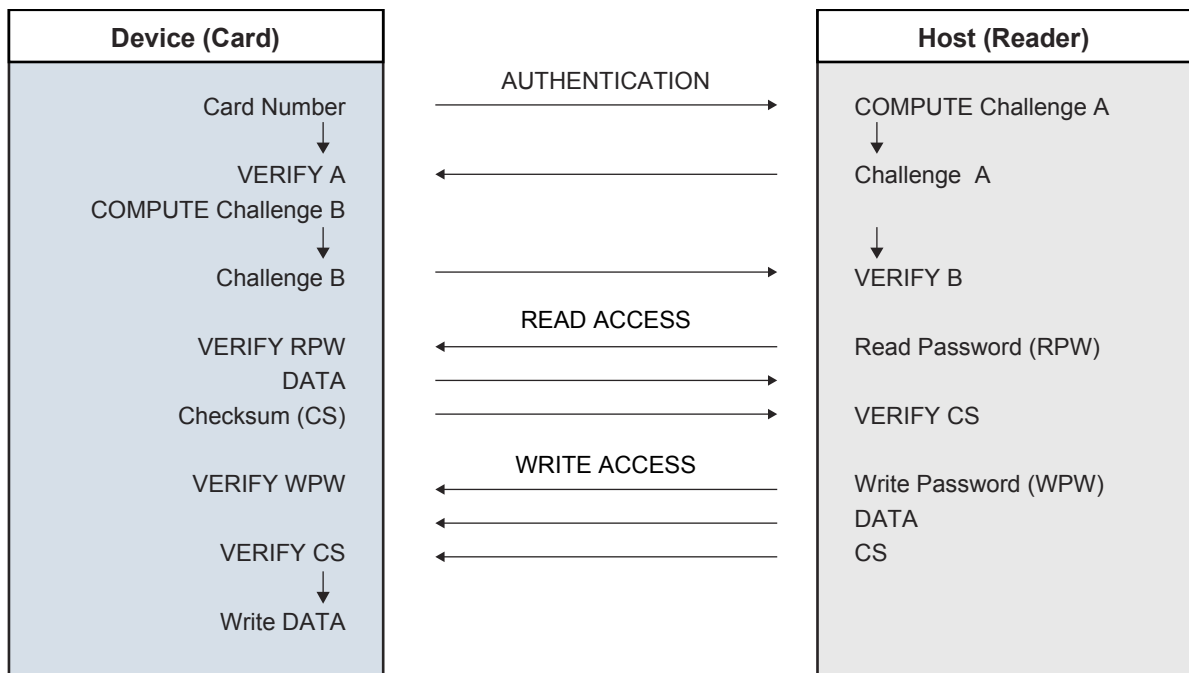 Device (Card)
Host (Reader)
AUTHENTICATION
Card Number
COMPUTE Challenge A
VERIFY A
Challenge A
COMPUTE Challenge B
Challenge B
VERIFY B
READ ACCESS
VERIFY RPW
Read Password (RPW)
DATA
Checksum (CS)
VERIFY CS
WRITE ACCESS
VERIFY WPW
Write Password (WPW)
DATA
VERIFY CS
CS
Write DATA